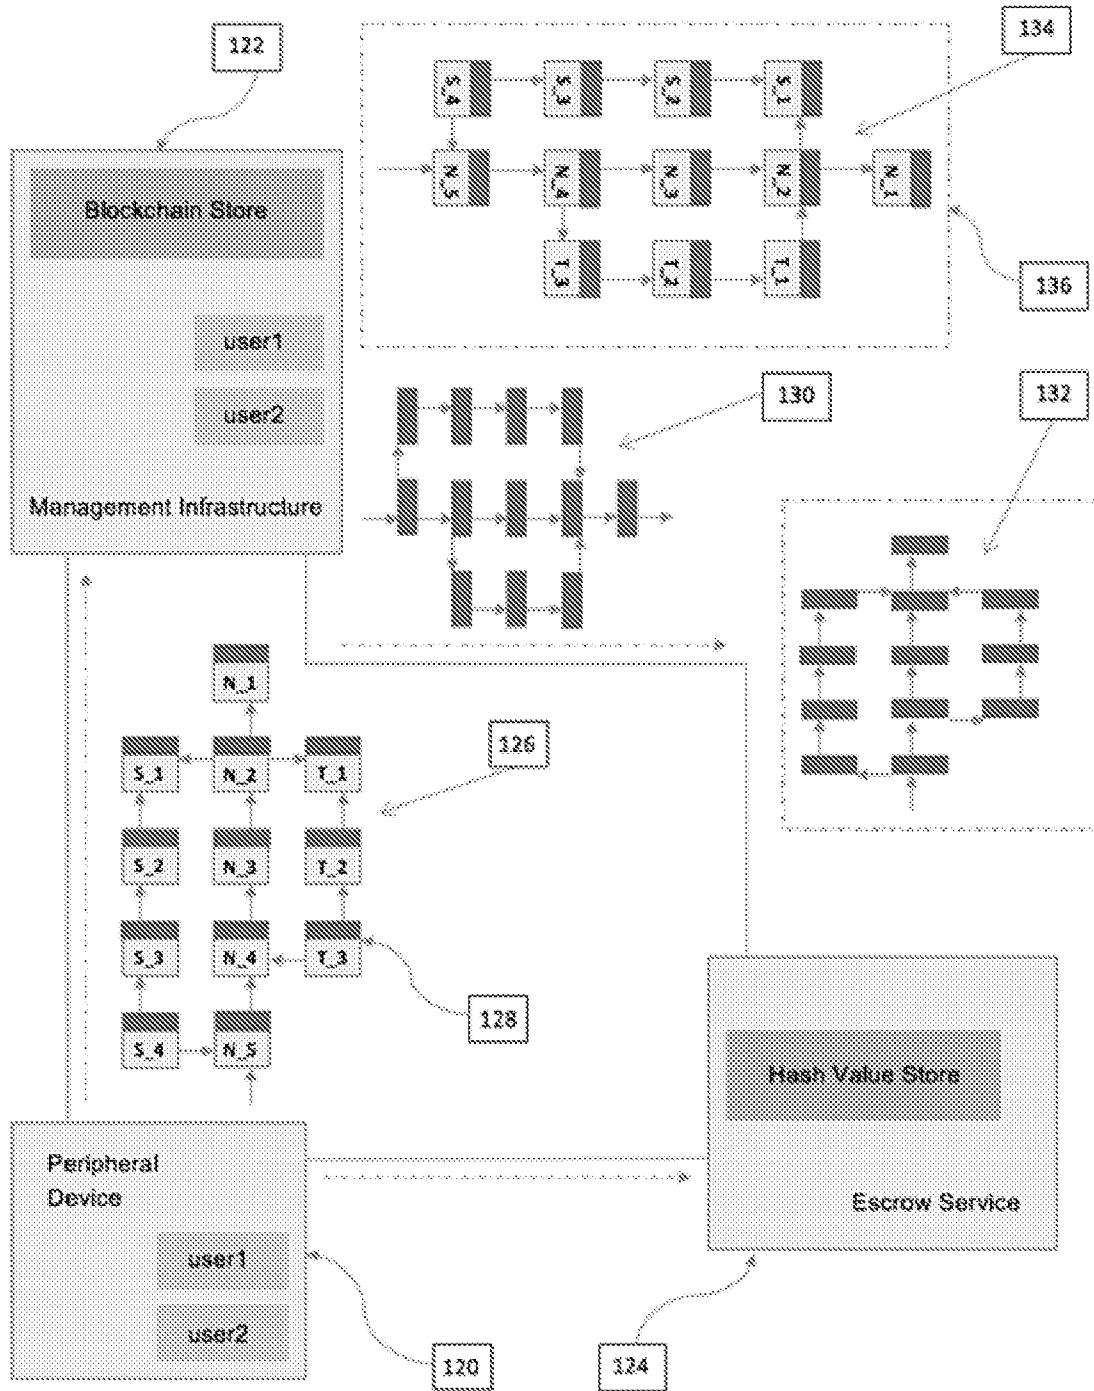 122
134
S_4
S_3
S_2
S_1
N_5
N_4
N_3
N_2
N_1
T_3
T_2
T_1
136
Blockchain Store
user1
user2
Management Infrastructure
130
132
N_1
S_1
N_2
T_1
126
S_2
N_3
T_2
S_3
N_4
T_3
128
S_4
N_5
Peripheral
Device
user1
user2
120
Hash Value Store
Escrow Service
124